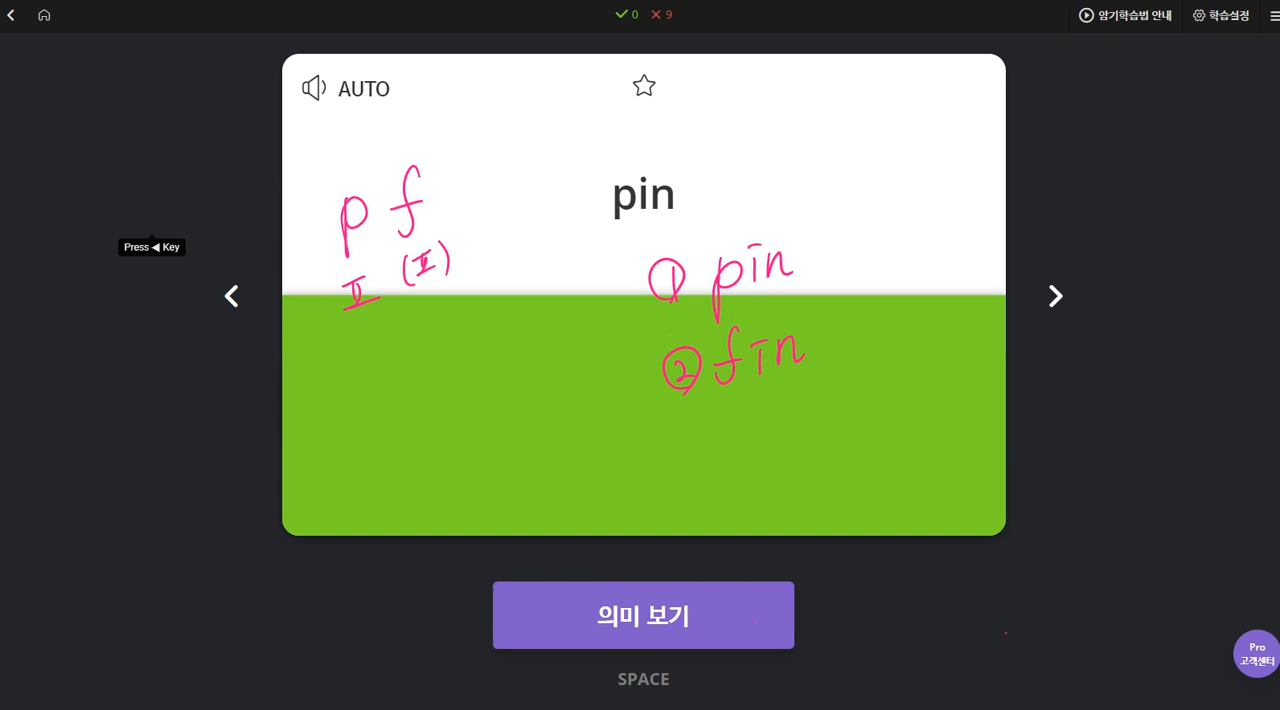 0 9 암기학습법 안내 학습설정
AUTO
pin
p f
ㅍ (ㅍ)
① pin
② fin
Press ◀ Key
의미 보기
SPACE
Pro
고객센터